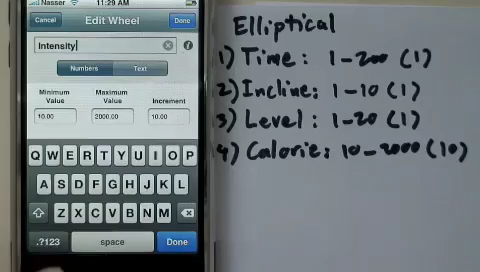 Nasser
11:29 AM
Cancel
Edit Wheel
Done
Intensity
Numbers
Text
Minimum Value
Maximum Value
Increment
10.00
2000.00
10.00
Q W E R T Y U I O P
A S D F G H J K L
Z X C V B N M
.?123
space
Done
Elliptical
1) Time: 1-200 (1)
2) Incline: 1-10 (1)
3) Level: 1-20 (1)
4) Calorie: 10-2000 (10)